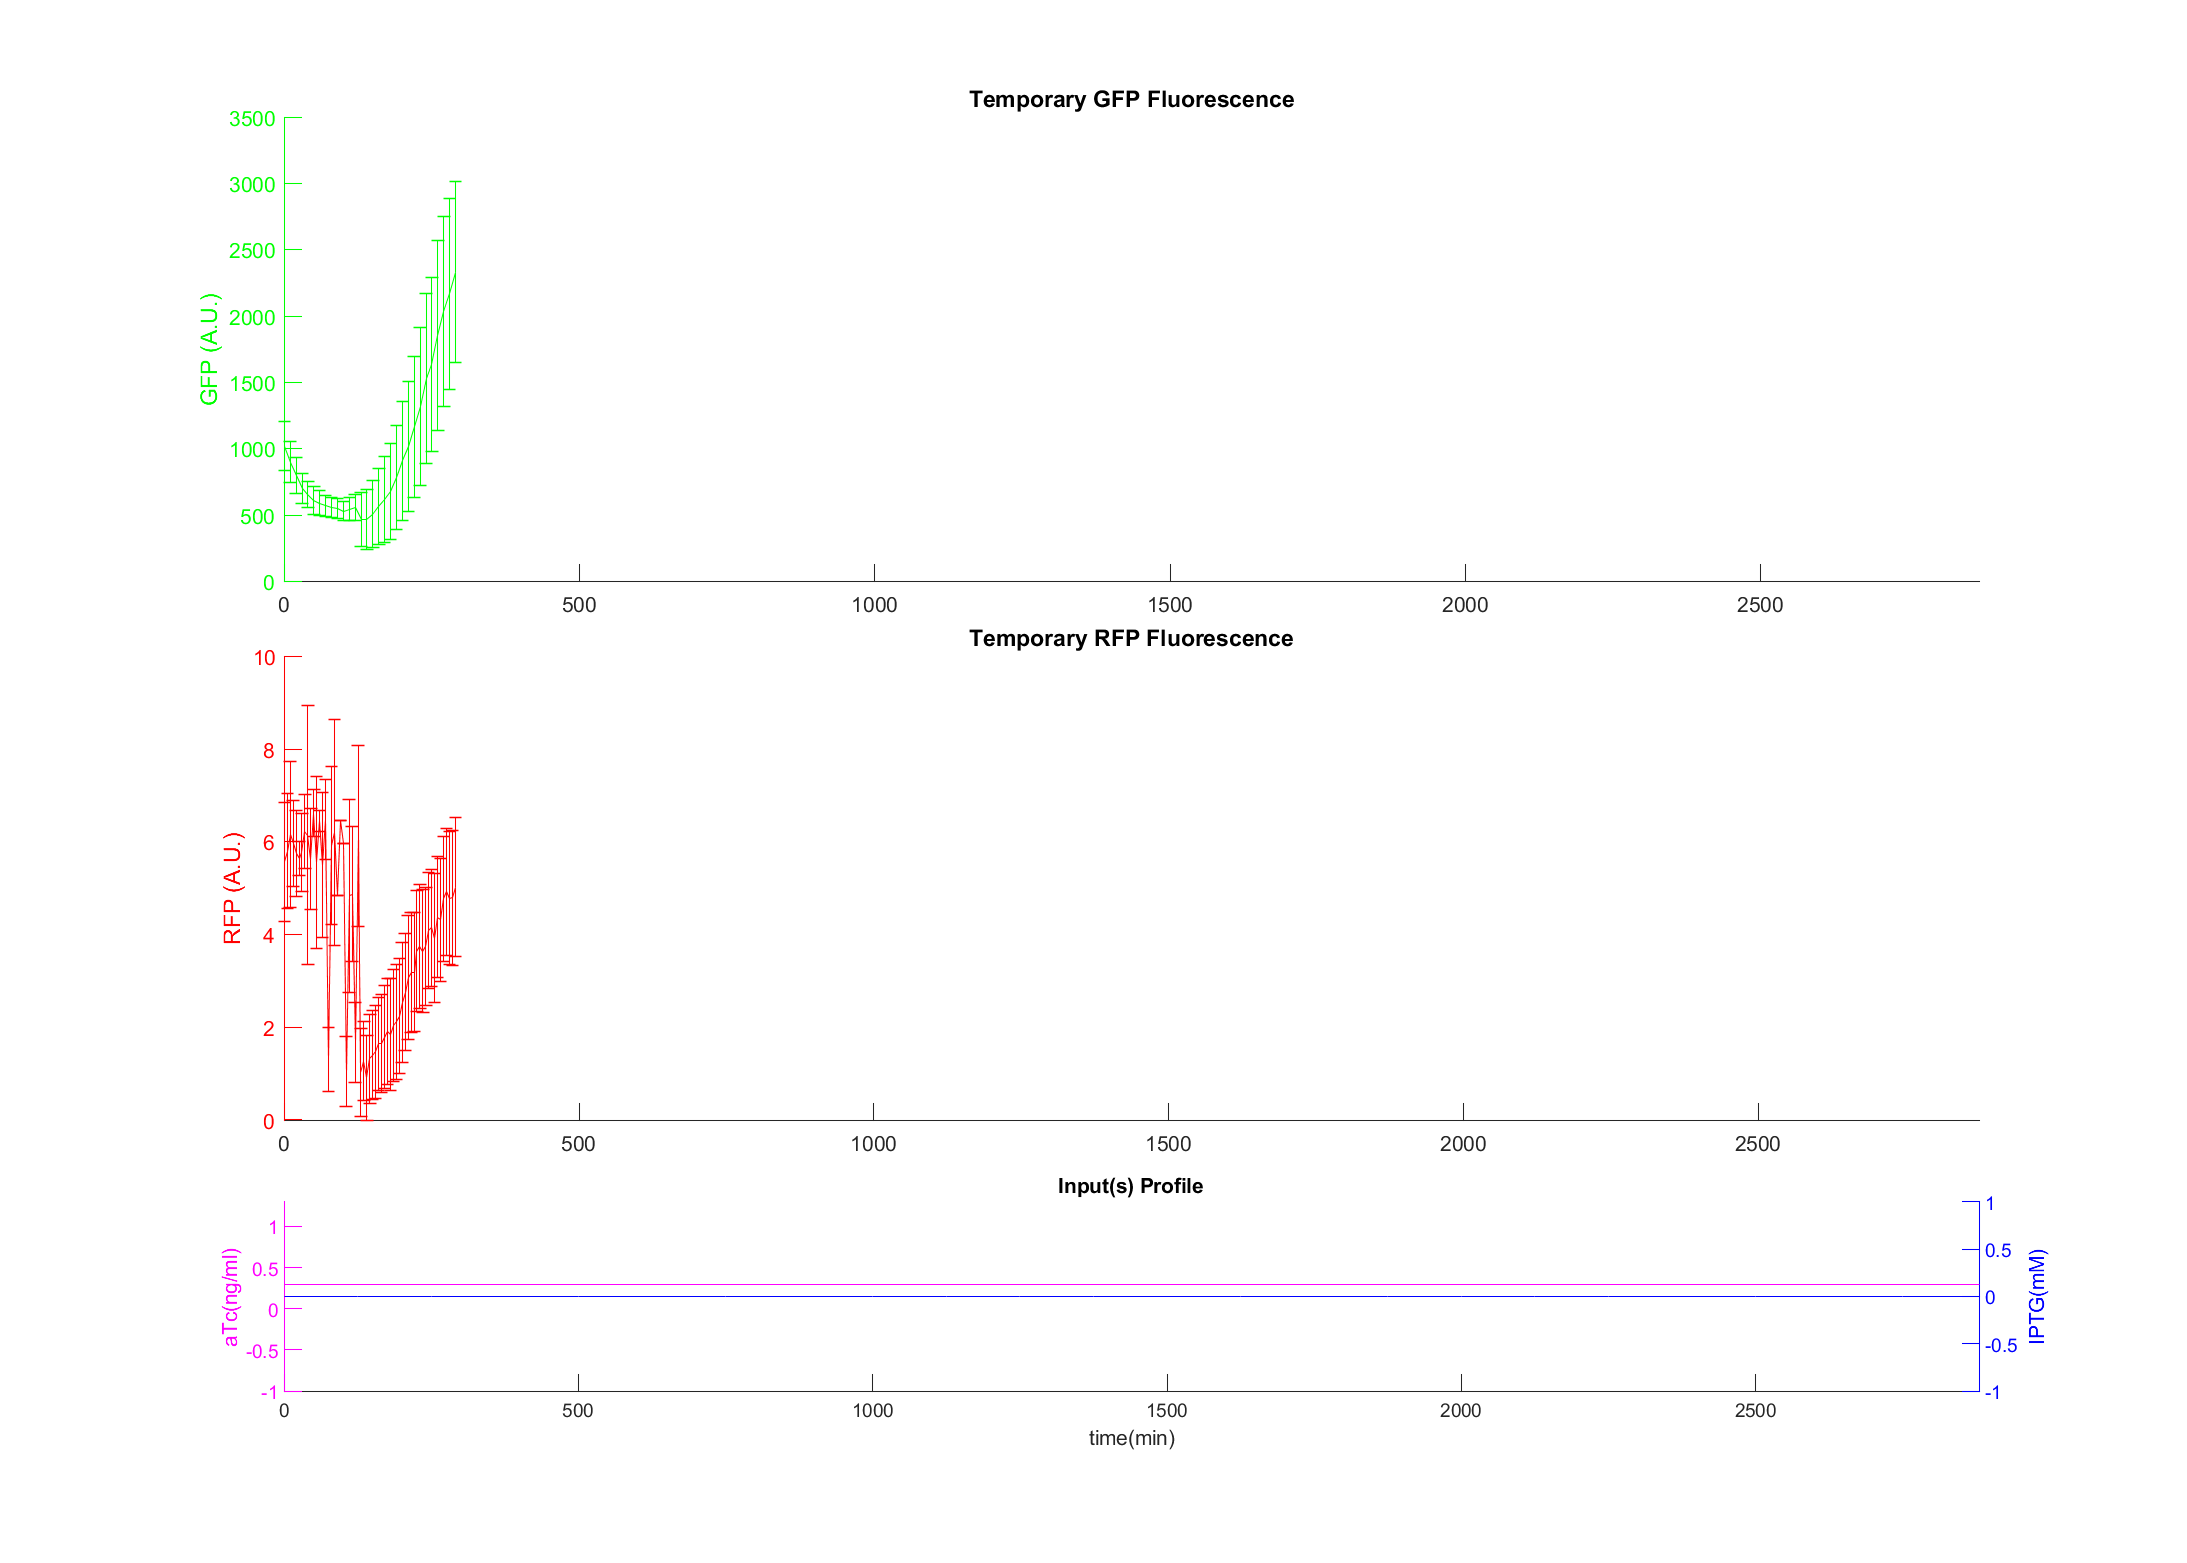 Temporary GFP Fluorescence
3500
3000
2500
2000
1500
1000
500
0
GFP (A.U.)
0 500 1000 1500 2000 2500
Temporary RFP Fluorescence
10
8
6
4
2
0
RFP (A.U.)
0 500 1000 1500 2000 2500
Input(s) Profile
1
0.5
0
-0.5
-1
aTc(ng/ml)
1
0.5
0
-0.5
-1
IPTG(mM)
0 500 1000 1500 2000 2500
time(min)